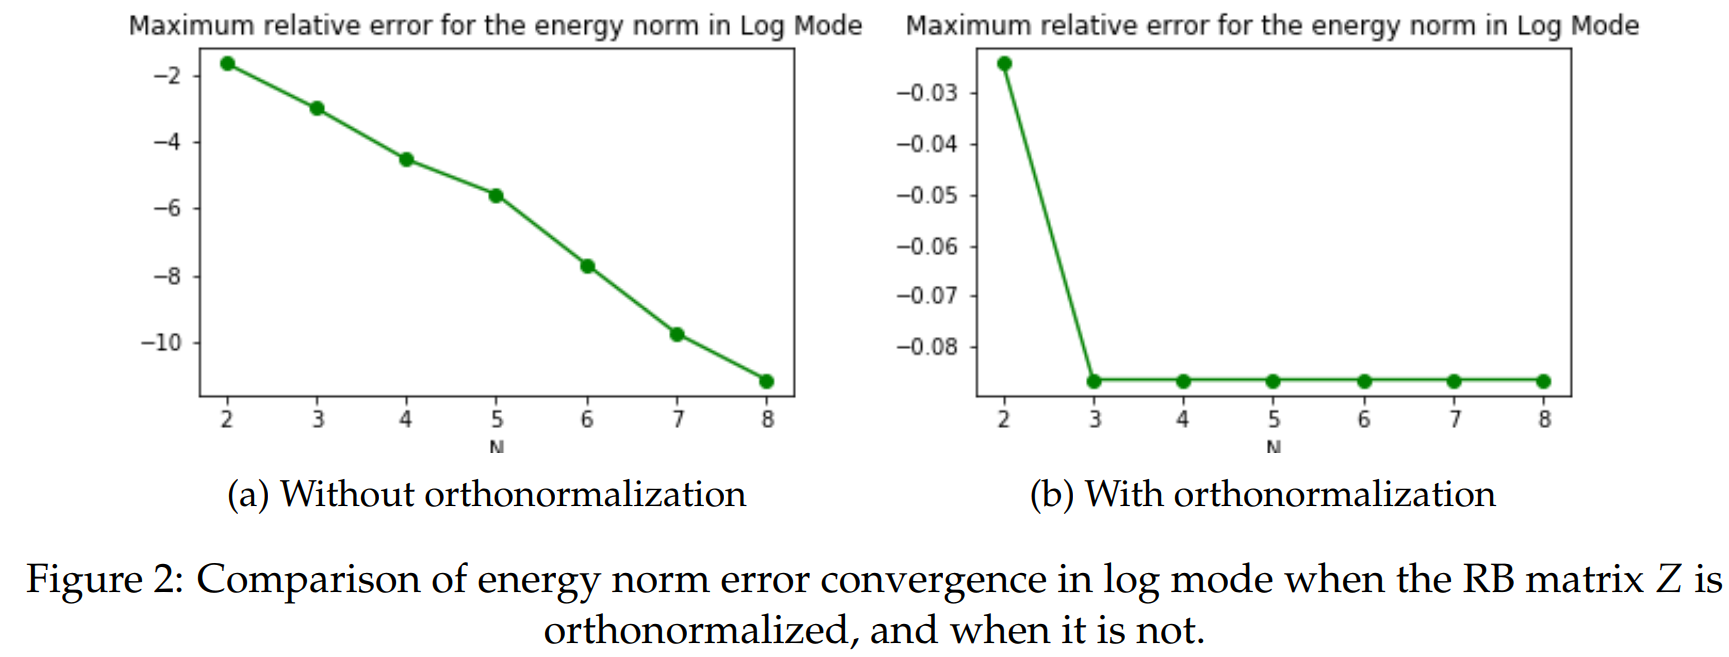 Maximum relative error for the energy norm in Log Mode
−2
−4
−6
−8
−10
2 3 4 5 6 7 8
N
(a) Without orthonormalization
Maximum relative error for the energy norm in Log Mode
−0.03
−0.04
−0.05
−0.06
−0.07
−0.08
2 3 4 5 6 7 8
N
(b) With orthonormalization
Figure 2: Comparison of energy norm error convergence in log mode when the RB matrix Z is
orthonormalized, and when it is not.